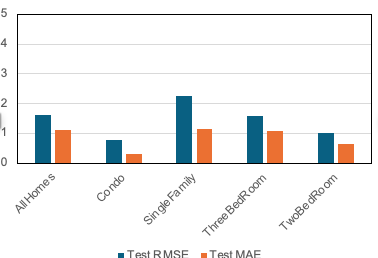 5
4
3
2
1
0
AllHomes
Condo
SingleFamily
ThreeBedRoom
TwoBedRoom
Test RMSE Test MAE